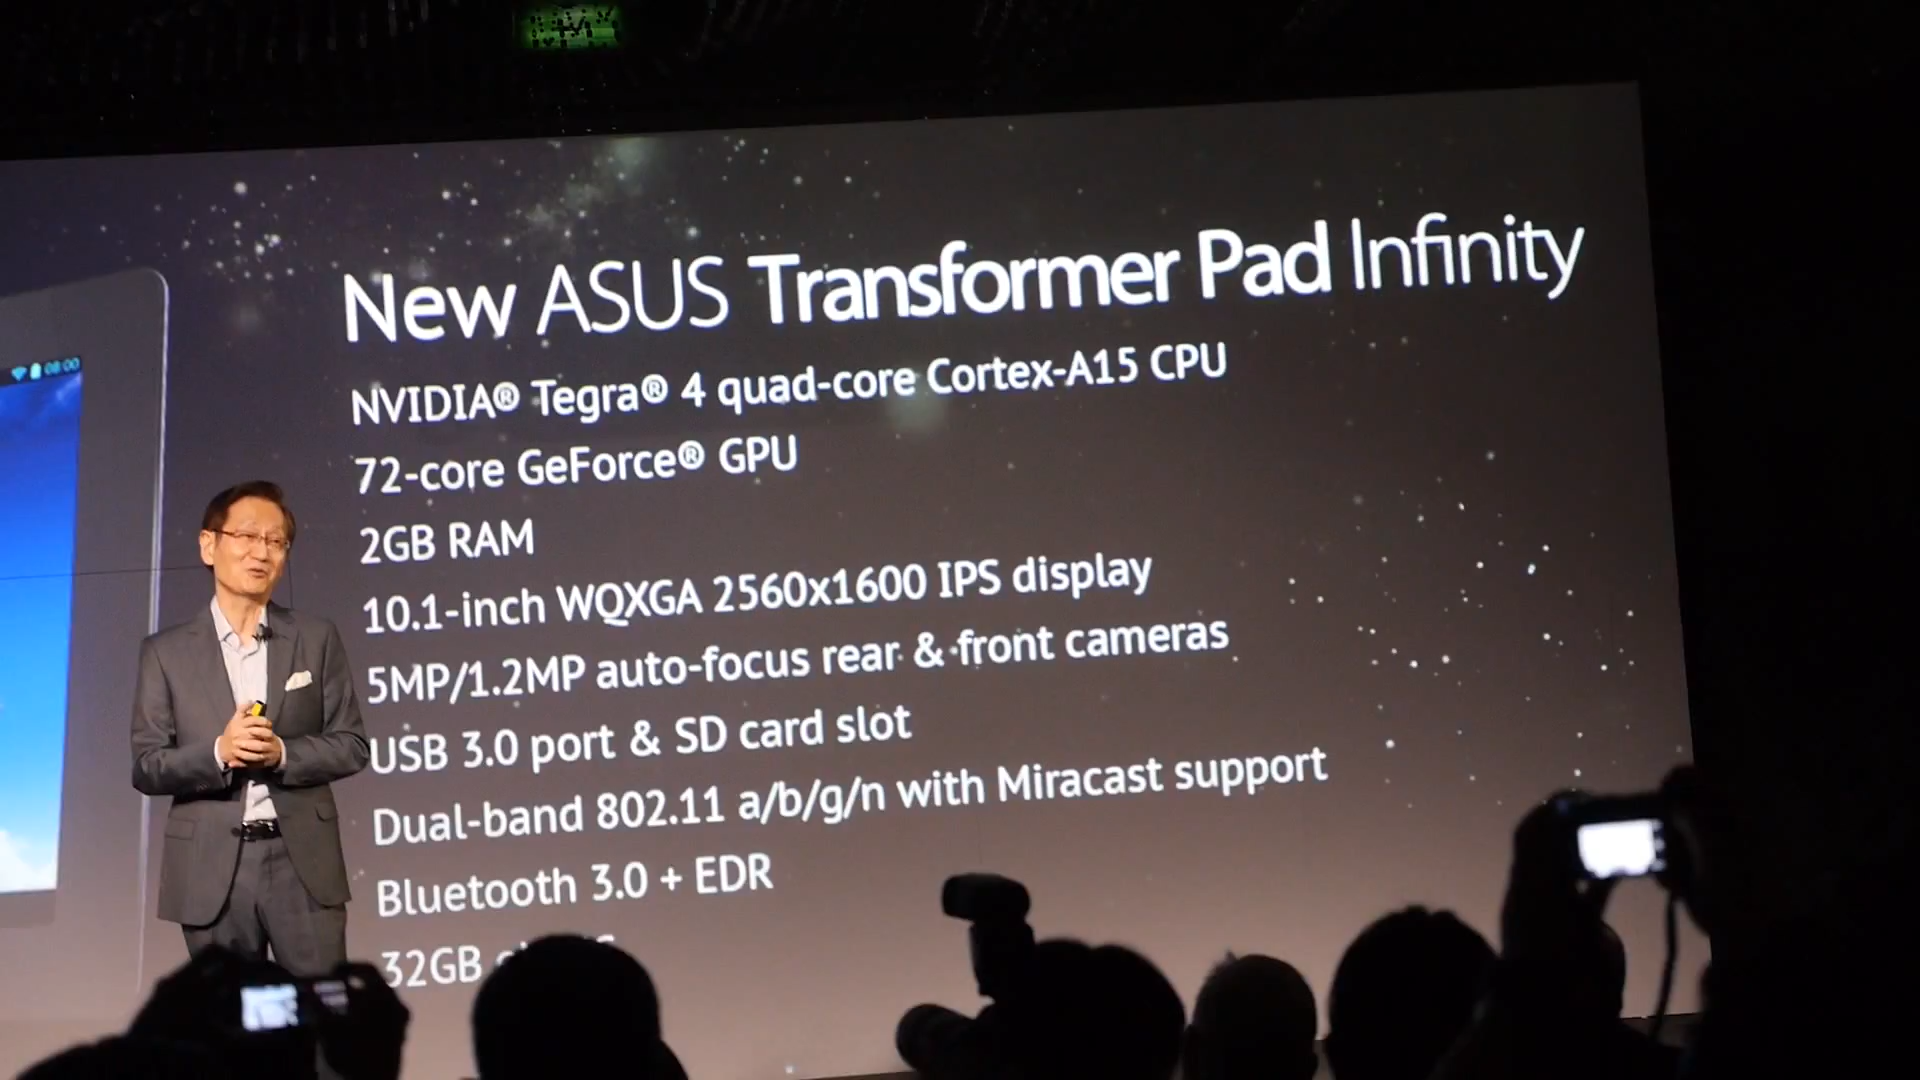 New ASUS Transformer Pad Infinity
NVIDIA® Tegra® 4 quad-core Cortex-A15 CPU
72-core GeForce® GPU
2GB RAM
10.1-inch WQXGA 2560x1600 IPS display
5MP/1.2MP auto-focus rear & front cameras
USB 3.0 port & SD card slot
Dual-band 802.11 a/b/g/n with Miracast support
Bluetooth 3.0 + EDR
32GB
08:00